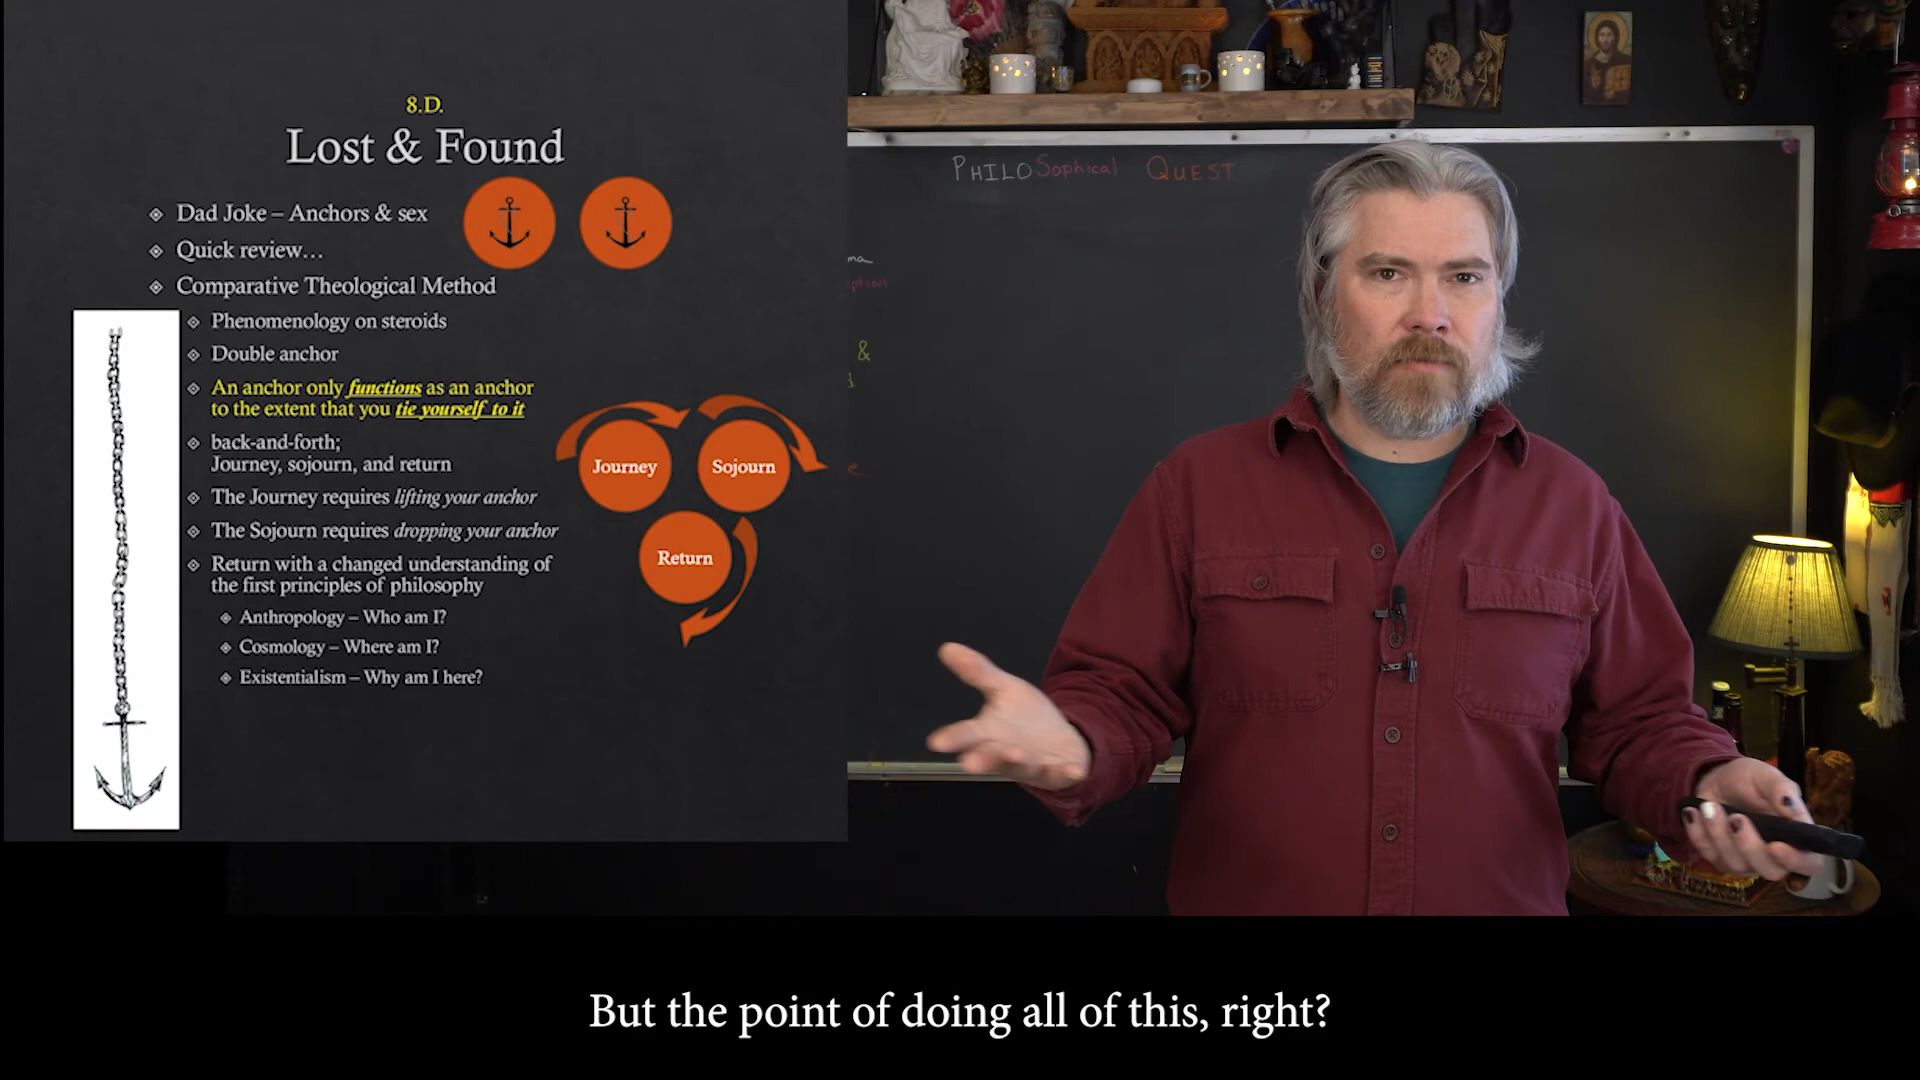 8.D.
Lost & Found
Dad Joke – Anchors & sex
Quick review…
Comparative Theological Method
Phenomenology on steroids
Double anchor
An anchor only functions as an anchor
to the extent that you tie yourself to it
back-and-forth;
Journey, sojourn, and return
The Journey requires lifting your anchor
The Sojourn requires dropping your anchor
Return with a changed understanding of
the first principles of philosophy
Anthropology – Who am I?
Cosmology – Where am I?
Existentialism – Why am I here?
Journey
Sojourn
Return
PHILOSophical QUEST
&
But the point of doing all of this, right?